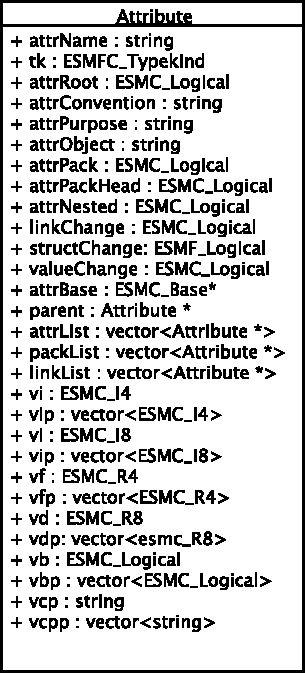 Attribute
+ attrName : string
+ tk : ESMFC_TypekInd
+ attrRoot : ESMC_Logical
+ attrConvention : string
+ attrPurpose : string
+ attrObject : string
+ attrPack : ESMC_Logical
+ attrPackHead : ESMC_Logical
+ attrNested : ESMC_Logical
+ linkChange : ESMC_Logical
+ structChange: ESMF_Logical
+ valueChange : ESMC_Logical
+ attrBase : ESMC_Base*
+ parent : Attribute *
+ attrList : vector<Attribute *>
+ packList : vector<Attribute *>
+ linkList : vector<Attribute *>
+ vi : ESMC_I4
+ vip : vector<ESMC_I4>
+ vl : ESMC_I8
+ vlp : vector<ESMC_I8>
+ vf : ESMC_R4
+ vfp : vector<ESMC_R4>
+ vd : ESMC_R8
+ vdp: vector<esmc_R8>
+ vb : ESMC_Logical
+ vbp : vector<ESMC_Logical>
+ vcp : string
+ vcpp : vector<string>